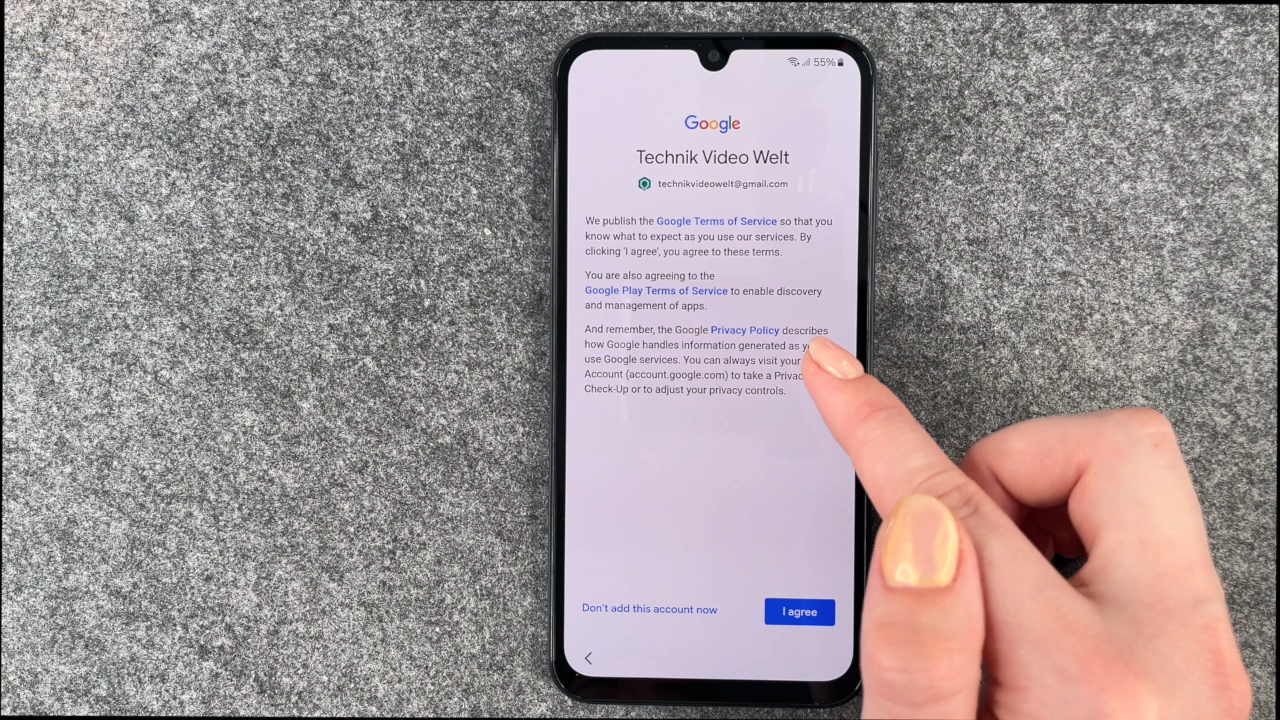 55%
Google
Technik Video Welt
technikvideowelt@gmail.com
We publish the Google Terms of Service so that you
know what to expect as you use our services. By
clicking 'I agree', you agree to these terms.
You are also agreeing to the
Google Play Terms of Service to enable discovery
and management of apps.
And remember, the Google Privacy Policy describes
how Google handles information generated as
use Google services. You can always visit your
Account (account.google.com) to take a
Check-Up or to adjust your privacy controls.
Don't add this account now
I agree